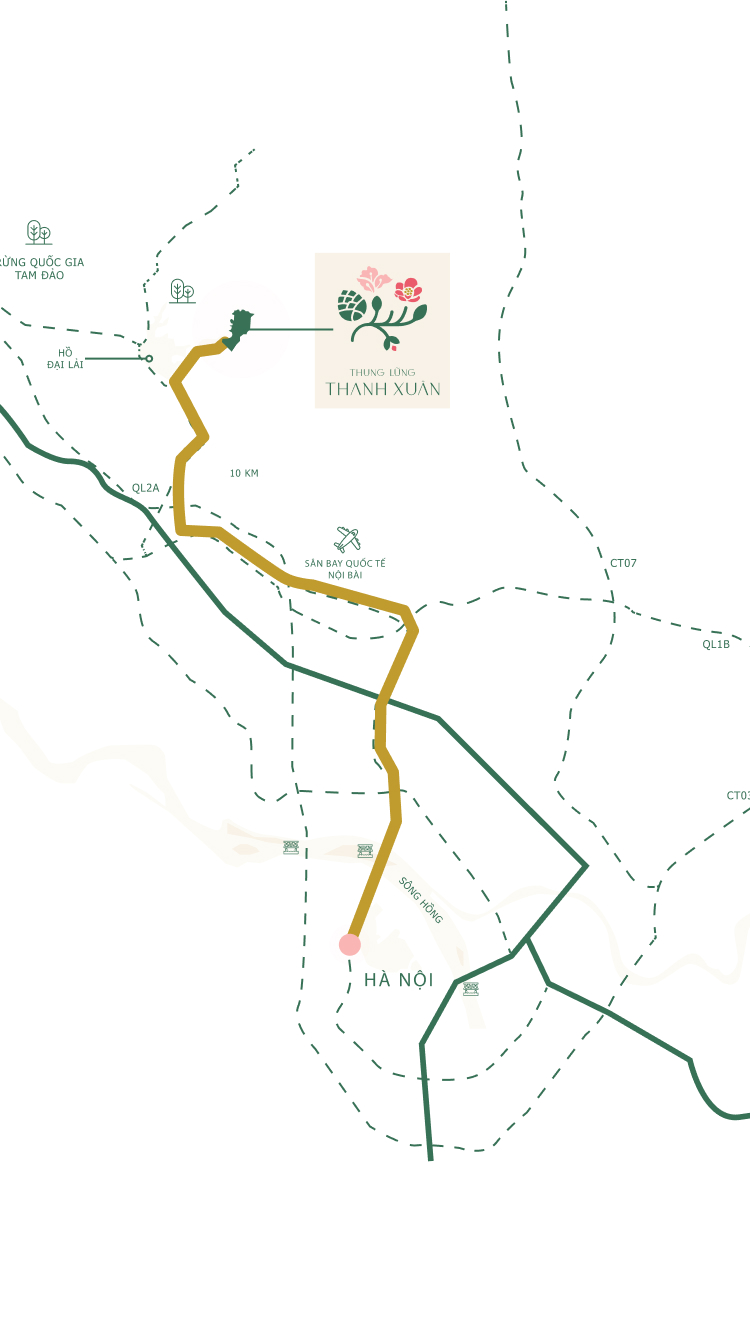 RỪNG QUỐC GIA
TAM ĐẢO
THUNG LŨNG
THANH XUÂN
HỒ
ĐẠI LẢI
10 KM
QL2A
SÂN BAY QUỐC TẾ
NỘI BÀI
CT07
QL1B
CT03
SÔNG HỒNG
HÀ NỘI